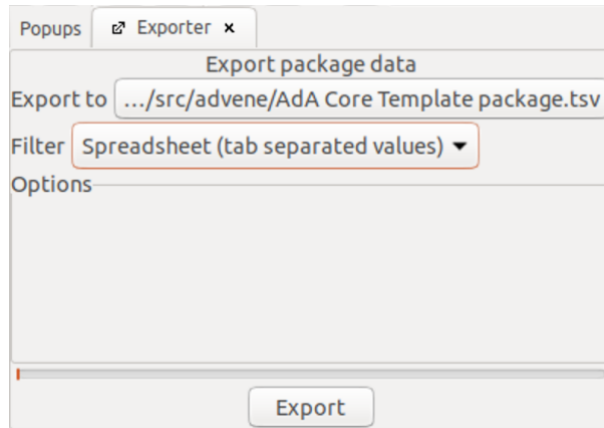 Popups Exporter ×
Export package data
Export to .../src/advene/AdA Core Template package.tsv
Filter Spreadsheet (tab separated values)
Options
Export